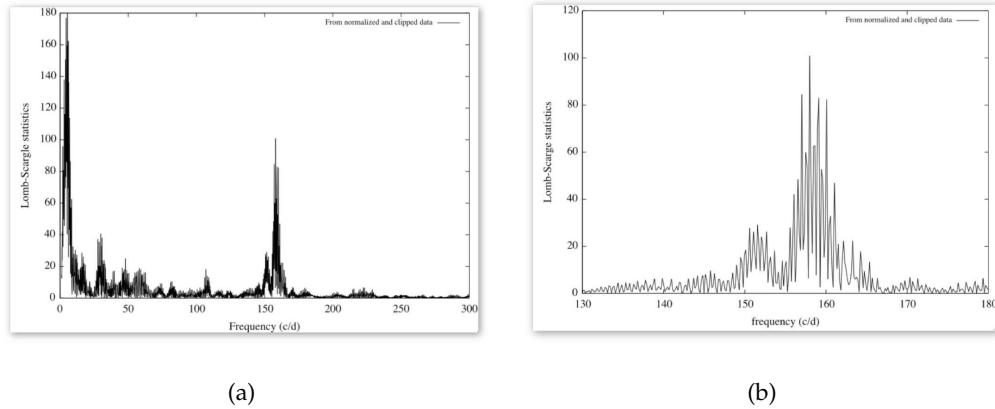 From normalized and clipped data
180
160
140
120
100
80
60
40
20
0
Lomb-Scargle statistics
0 50 100 150 200 250 300
Frequency (c/d)
From normalized and clipped data
120
100
80
60
40
20
0
Lomb-Scarge statistics
130 140 150 160 170 180
frequency (c/d)
(a) (b)